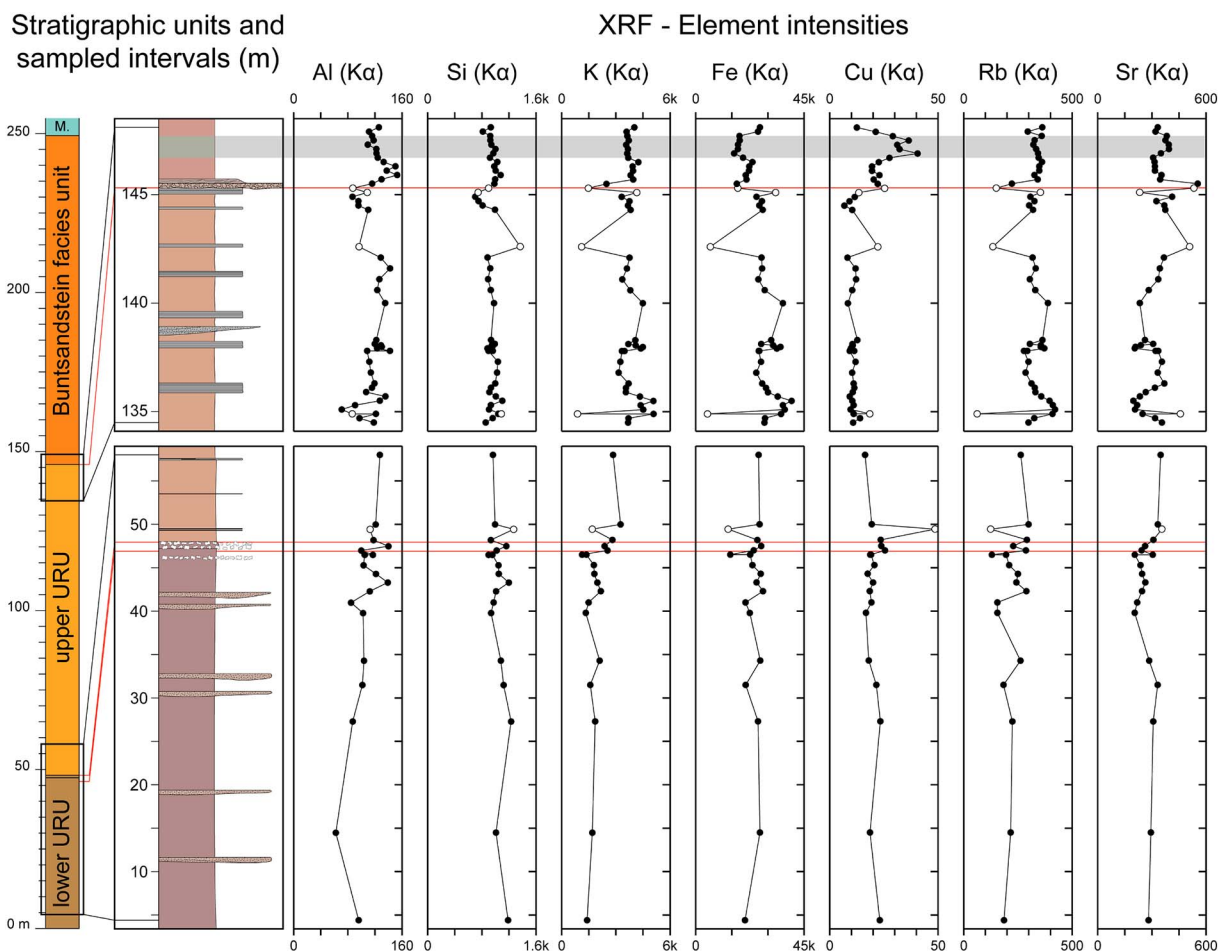 Stratigraphic units and
sampled intervals (m)
XRF - Element intensities
Al (Kα) Si (Kα) K (Kα) Fe (Kα) Cu (Kα) Rb (Kα) Sr (Kα)
0 160 0 1.6k 0 6k 0 45k 0 50 0 500 0 600
250
M.
Buntsandstein facies unit
200
150
upper URU
100
50
lower URU
0 m
145
140
135
50
40
30
20
10
0 160 0 1.6k 0 6k 0 45k 0 50 0 500 0 600